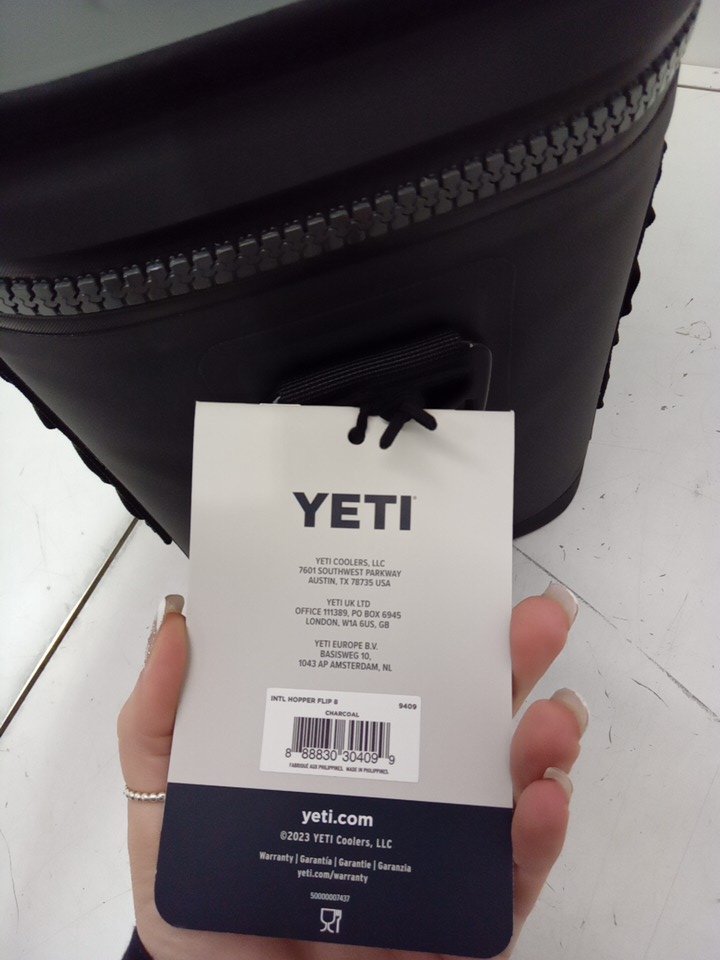 YETI
YETI COOLERS, LLC
7601 SOUTHWEST PARKWAY
AUSTIN, TX 78735 USA
YETI UK LTD
OFFICE 111389, PO BOX 6945
LONDON, W1A 6US, GB
YETI EUROPE B.V.
BASISWEG 10,
1043 AP AMSTERDAM, NL
INTL HOPPER FLIP 8 9409
CHARCOAL
8 88830 30409 9
FABRIQUÉ AUX PHILIPPINES. MADE IN PHILIPPINES.
yeti.com
©2023 YETI Coolers, LLC
Warranty | Garantía | Garantie | Garanzia
yeti.com/warranty
50000007437